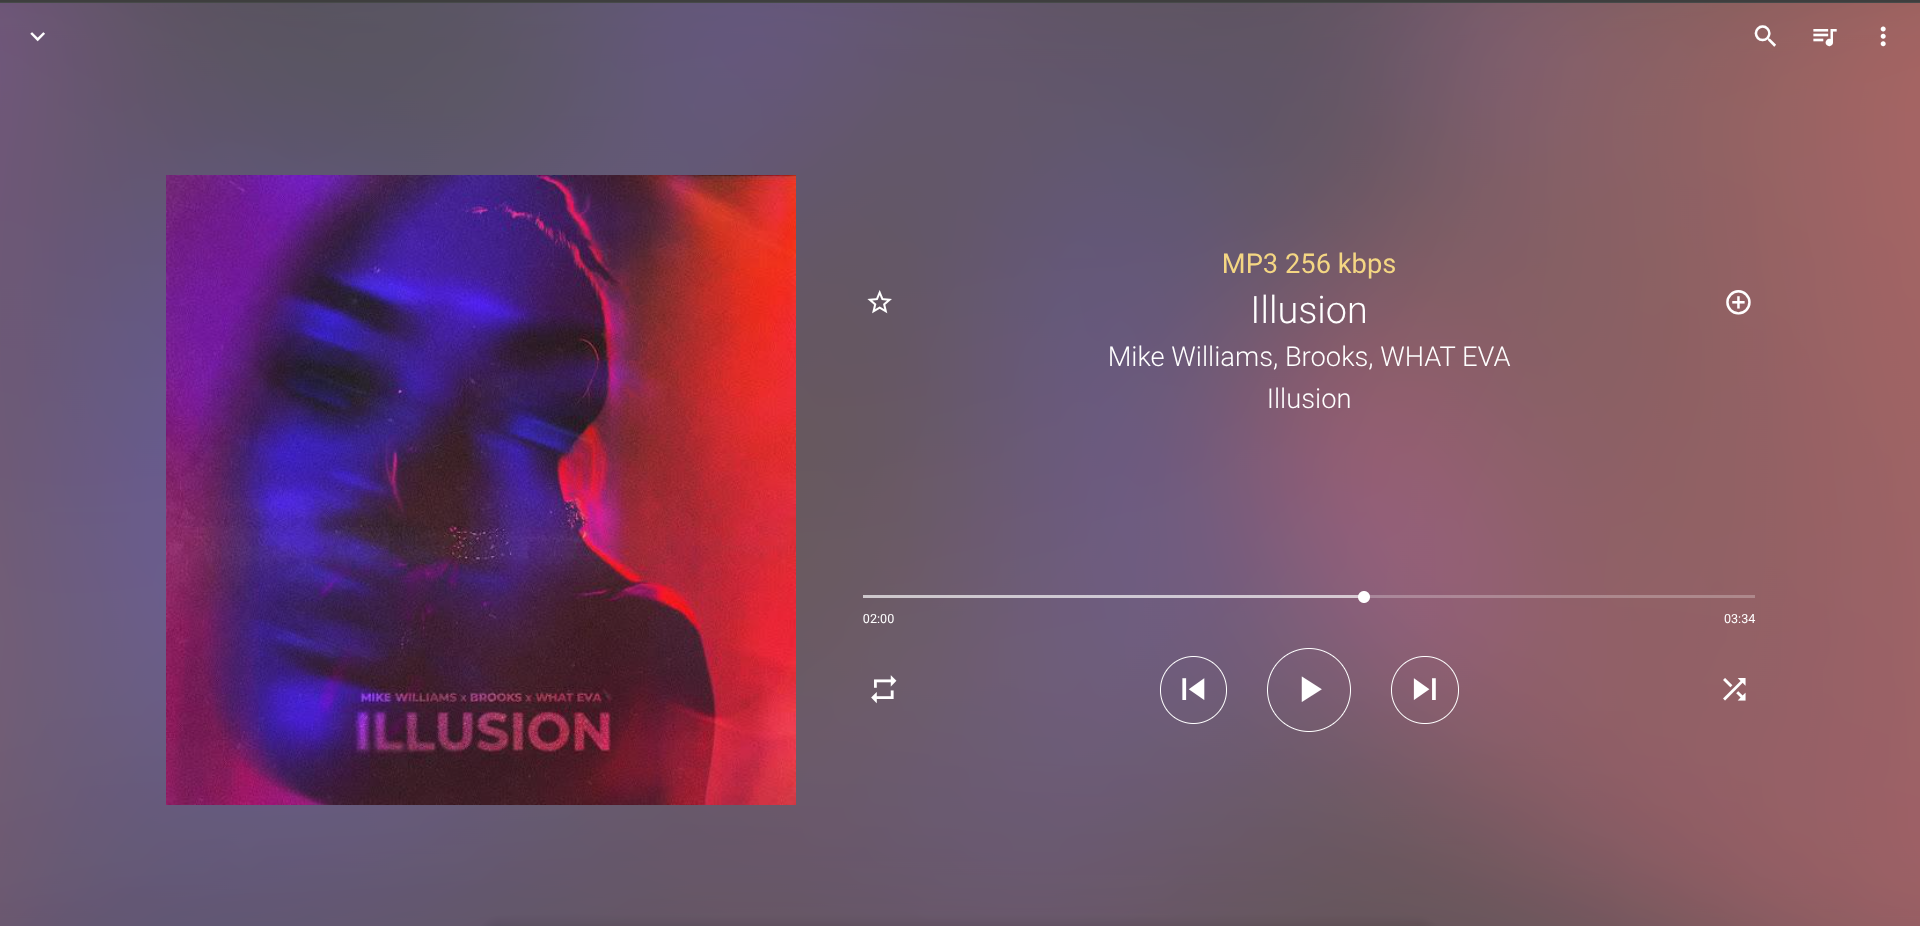 MIKE WILLIAMS x BROOKS x WHAT EVA
ILLUSION
MP3 256 kbps
Illusion
Mike Williams, Brooks, WHAT EVA
Illusion
02:00
03:34